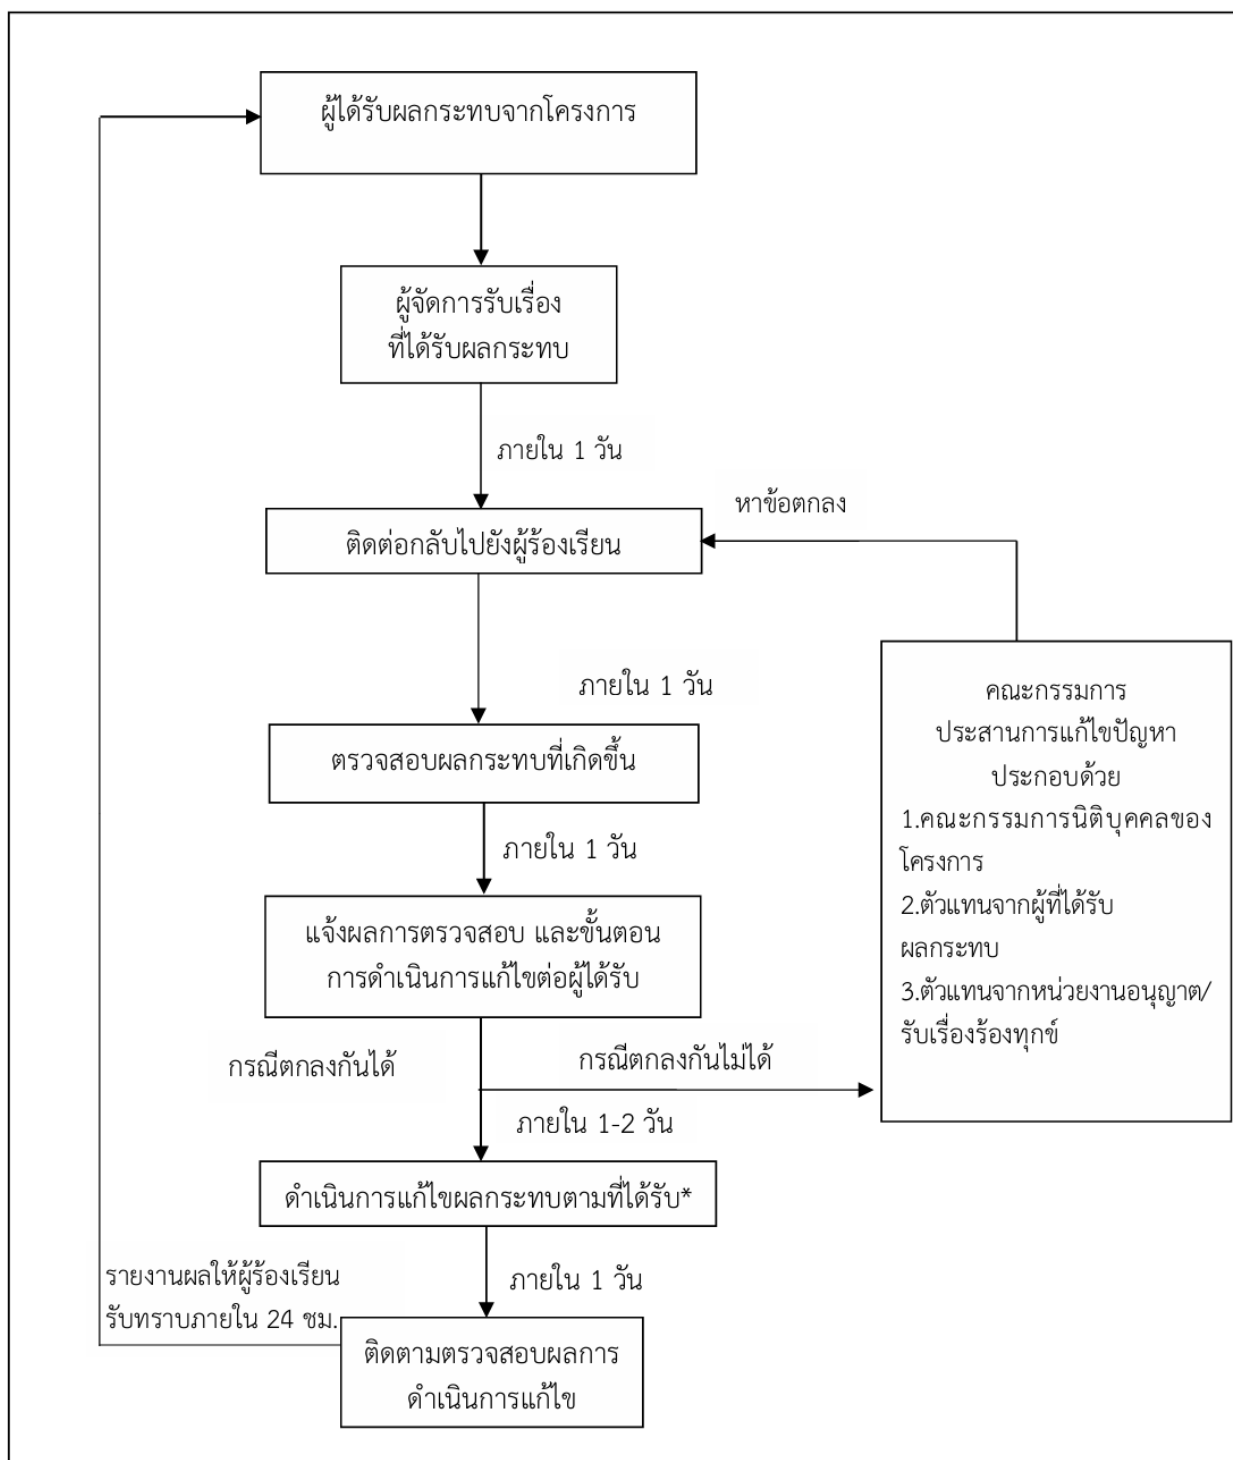 ผู้ได้รับผลกระทบจากโครงการ
ผู้จัดการรับเรื่อง
ที่ได้รับผลกระทบ
ภายใน 1 วัน
หาข้อตกลง
ติดต่อกลับไปยังผู้ร้องเรียน
ภายใน 1 วัน
ตรวจสอบผลกระทบที่เกิดขึ้น
ภายใน 1 วัน
แจ้งผลการตรวจสอบ และขั้นตอน
การดำเนินการแก้ไขต่อผู้ได้รับ
คณะกรรมการ
ประสานการแก้ไขปัญหา
ประกอบด้วย
1.คณะกรรมการนิติบุคคลของ
โครงการ
2.ตัวแทนจากผู้ที่ได้รับ
ผลกระทบ
3.ตัวแทนจากหน่วยงานอนุญาต/
รับเรื่องร้องทุกข์
กรณีตกลงกันได้
กรณีตกลงกันไม่ได้
ภายใน 1-2 วัน
ดำเนินการแก้ไขผลกระทบตามที่ได้รับ*
รายงานผลให้ผู้ร้องเรียน
รับทราบภายใน 24 ชม.
ภายใน 1 วัน
ติดตามตรวจสอบผลการ
ดำเนินการแก้ไข